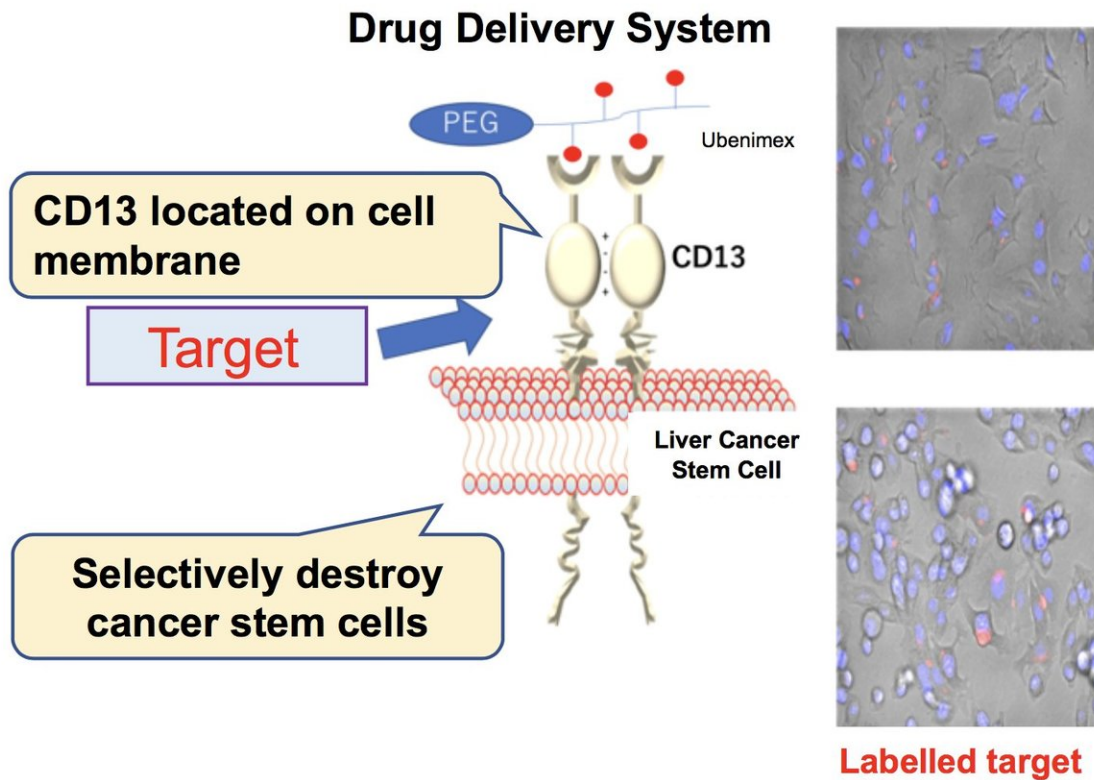 Drug Delivery System
PEG
Ubenimex
CD13 located on cell
membrane
+
-
-
+
CD13
Target
Liver Cancer
Stem Cell
Selectively destroy
cancer stem cells
Labelled target